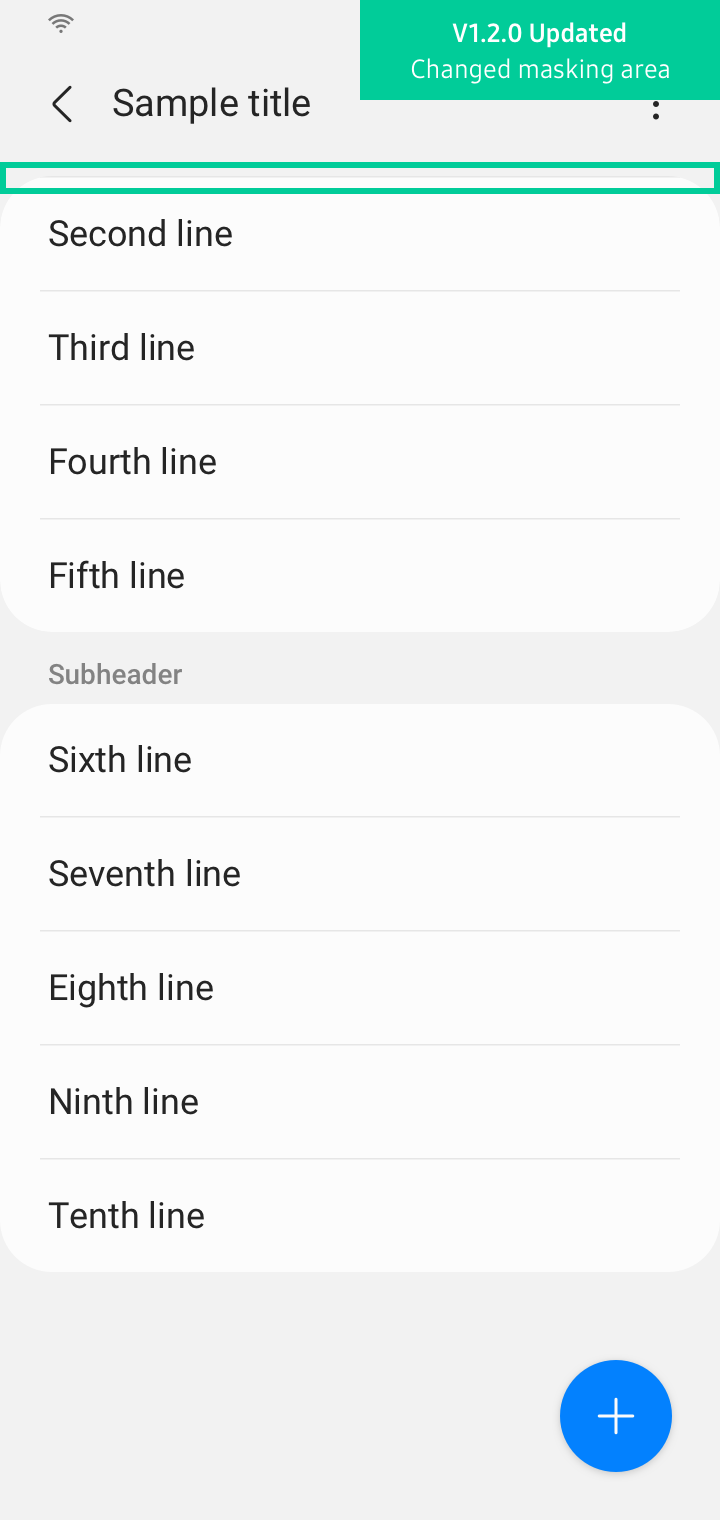 V1.2.0 Updated
Changed masking area
Sample title
Second line
Third line
Fourth line
Fifth line
Subheader
Sixth line
Seventh line
Eighth line
Ninth line
Tenth line